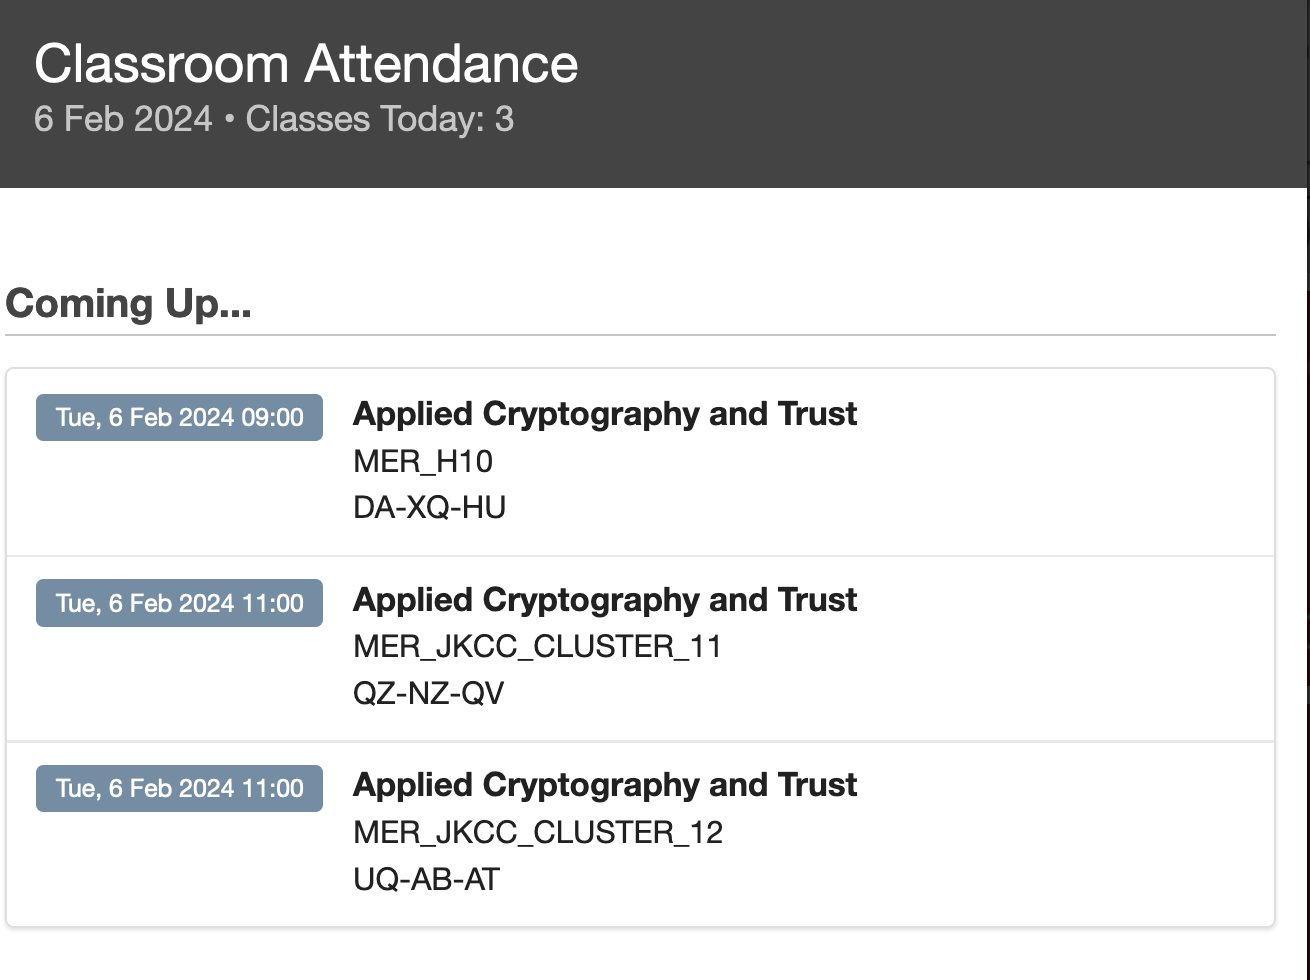 Classroom Attendance
6 Feb 2024 • Classes Today: 3
Coming Up...
Tue, 6 Feb 2024 09:00
Applied Cryptography and Trust
MER_H10
DA-XQ-HU
Tue, 6 Feb 2024 11:00
Applied Cryptography and Trust
MER_JKCC_CLUSTER_11
QZ-NZ-QV
Tue, 6 Feb 2024 11:00
Applied Cryptography and Trust
MER_JKCC_CLUSTER_12
UQ-AB-AT